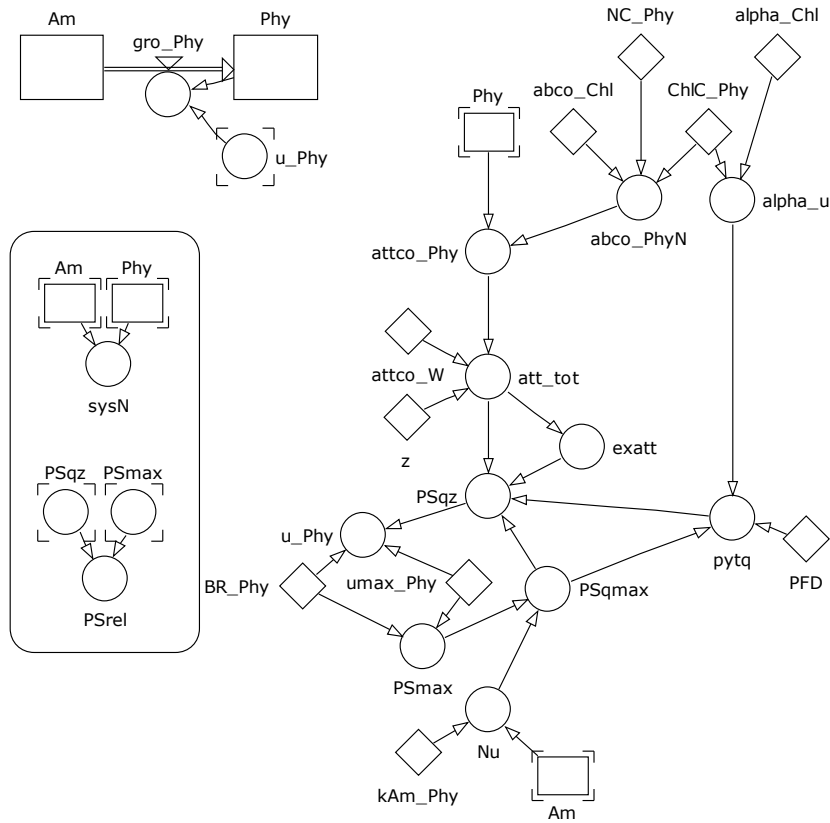 Am
Phy
gro_Phy
u_Phy
NC_Phy
alpha_Chl
abco_Chl
ChlC_Phy
Phy
alpha_u
abco_PhyN
attco_Phy
Am
Phy
sysN
attco_W
att_tot
z
exatt
PSqz
PSmax
PSrel
PSqz
u_Phy
pytq
BR_Phy
umax_Phy
PSqmax
PFD
PSmax
Nu
kAm_Phy
Am